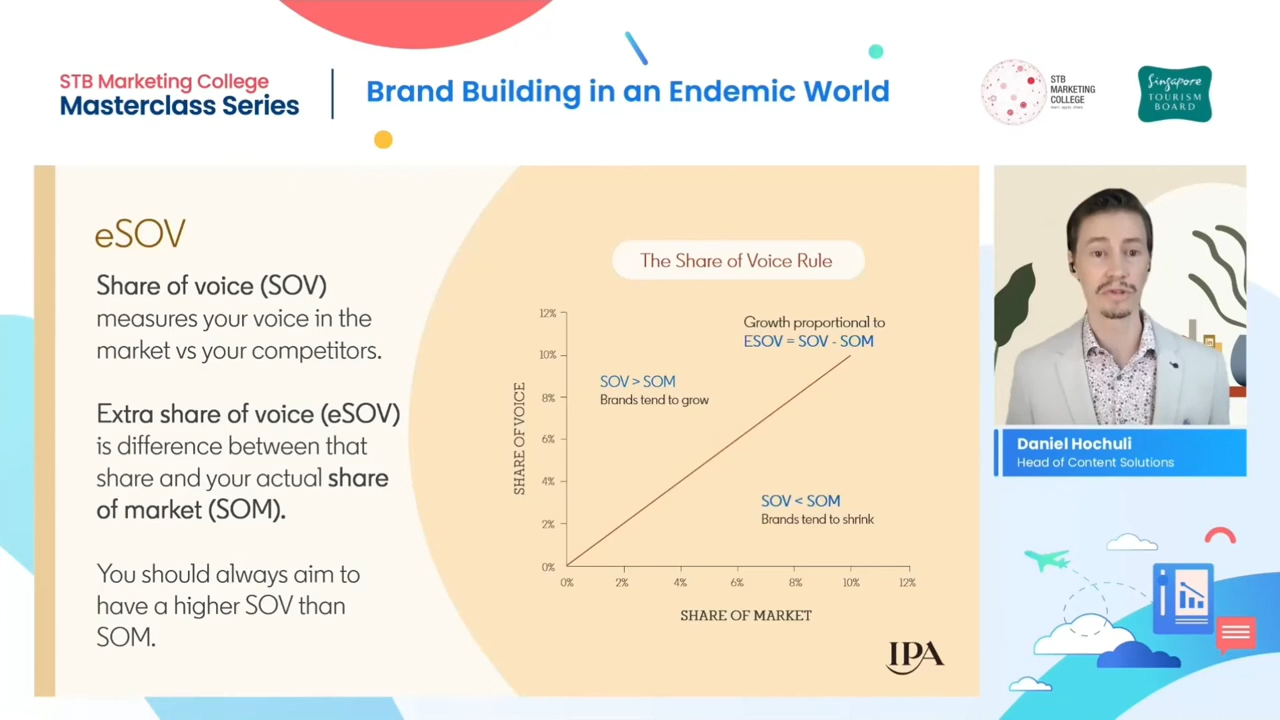 STB Marketing College
Masterclass Series
Brand Building in an Endemic World
STB
MARKETING
COLLEGE
learn. apply. share.
Singapore
TOURISM
BOARD
eSOV
Share of voice (SOV)
measures your voice in the
market vs your competitors.
Extra share of voice (eSOV)
is difference between that
share and your actual share
of market (SOM).
You should always aim to
have a higher SOV than
SOM.
The Share of Voice Rule
Growth proportional to
ESOV = SOV - SOM
SOV > SOM
Brands tend to grow
SOV < SOM
Brands tend to shrink
SHARE OF VOICE
12%
10%
8%
6%
4%
2%
0%
0% 2% 4% 6% 8% 10% 12%
SHARE OF MARKET
IPA
Daniel Hochuli
Head of Content Solutions